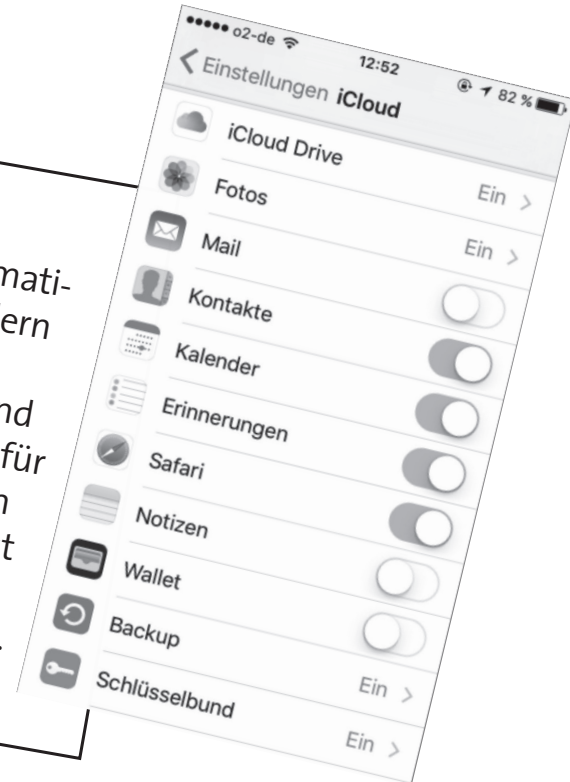 o2-de 12:52 82 %
Einstellungen iCloud
iCloud Drive Ein
Fotos Ein
Mail
Kontakte
Kalender
Erinnerungen
Safari
Notizen
Wallet
Backup Ein
Schlüsselbund Ein
für